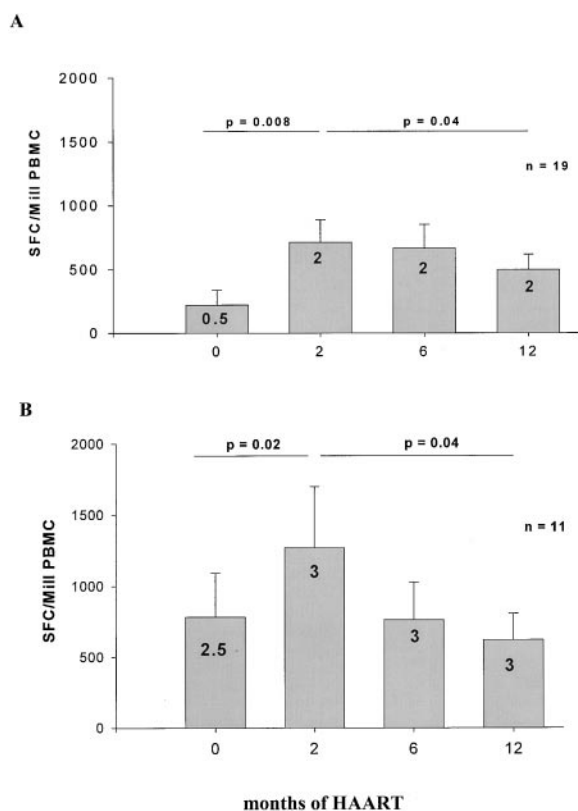 A
2000
p = 0.008
p = 0.04
1500
n = 19
SFC/Mill PBMC
1000
500
0
0.5
2
2
2
0
2
6
12
B
2000
p = 0.02
p = 0.04
1500
n = 11
SFC/Mill PBMC
1000
500
0
2.5
3
3
3
0
2
6
12
months of HAART